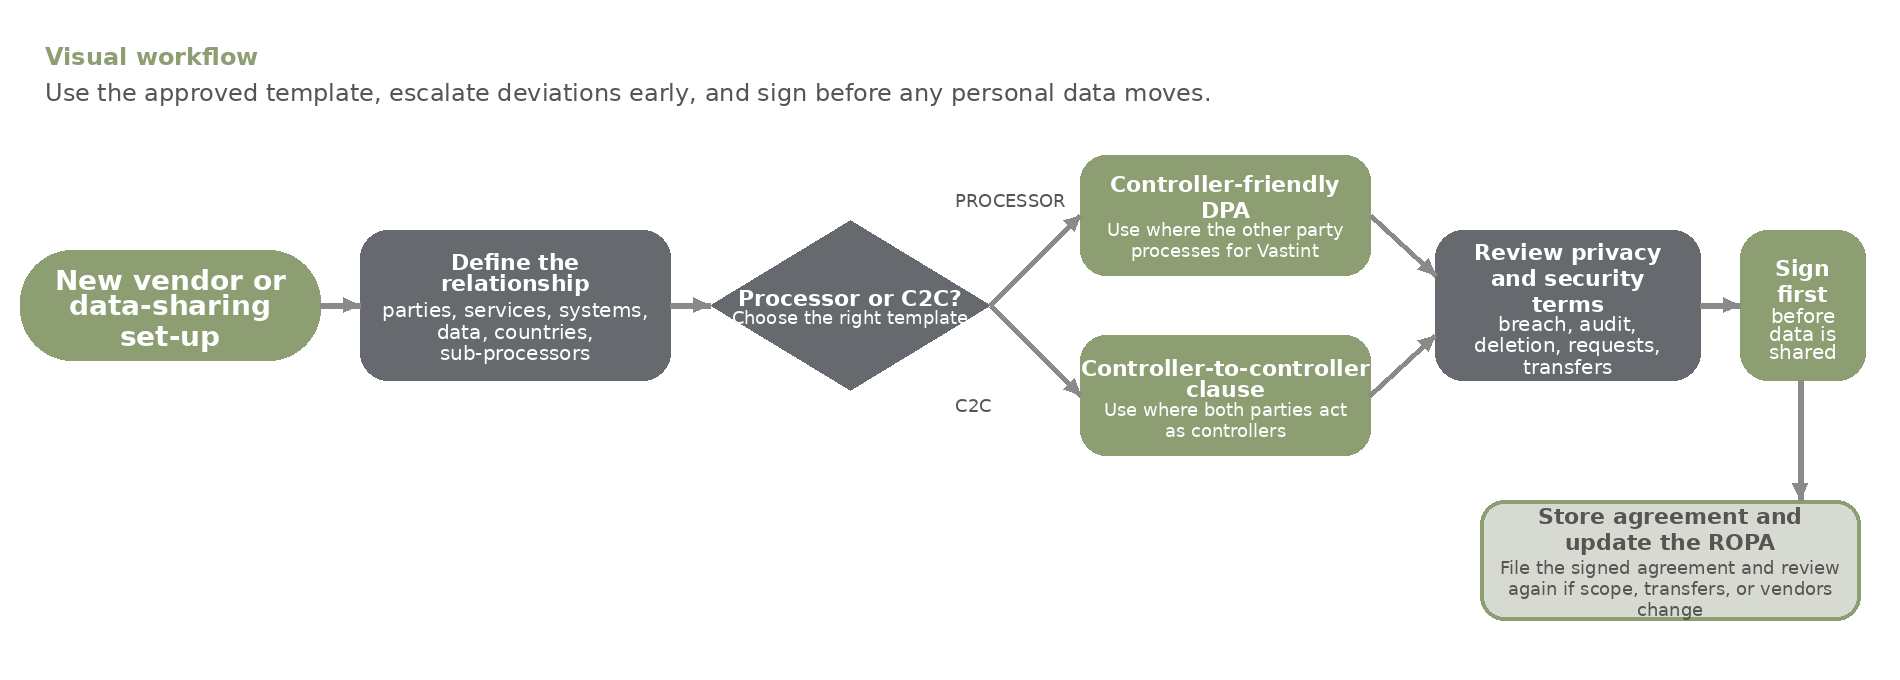 Visual workflow
Use the approved template, escalate deviations early, and sign before any personal data moves.
New vendor or
data-sharing
set-up
Define the
relationship
parties, services, systems,
data, countries,
sub-processors
Processor or C2C?
Choose the right template
PROCESSOR
Controller-friendly
DPA
Use where the other party
processes for Vastint
C2C
Controller-to-controller
clause
Use where both parties act
as controllers
Review privacy
and security
terms
breach, audit,
deletion, requests,
transfers
Sign
first
before
data is
shared
Store agreement and
update the ROPA
File the signed agreement and review
again if scope, transfers, or vendors
change